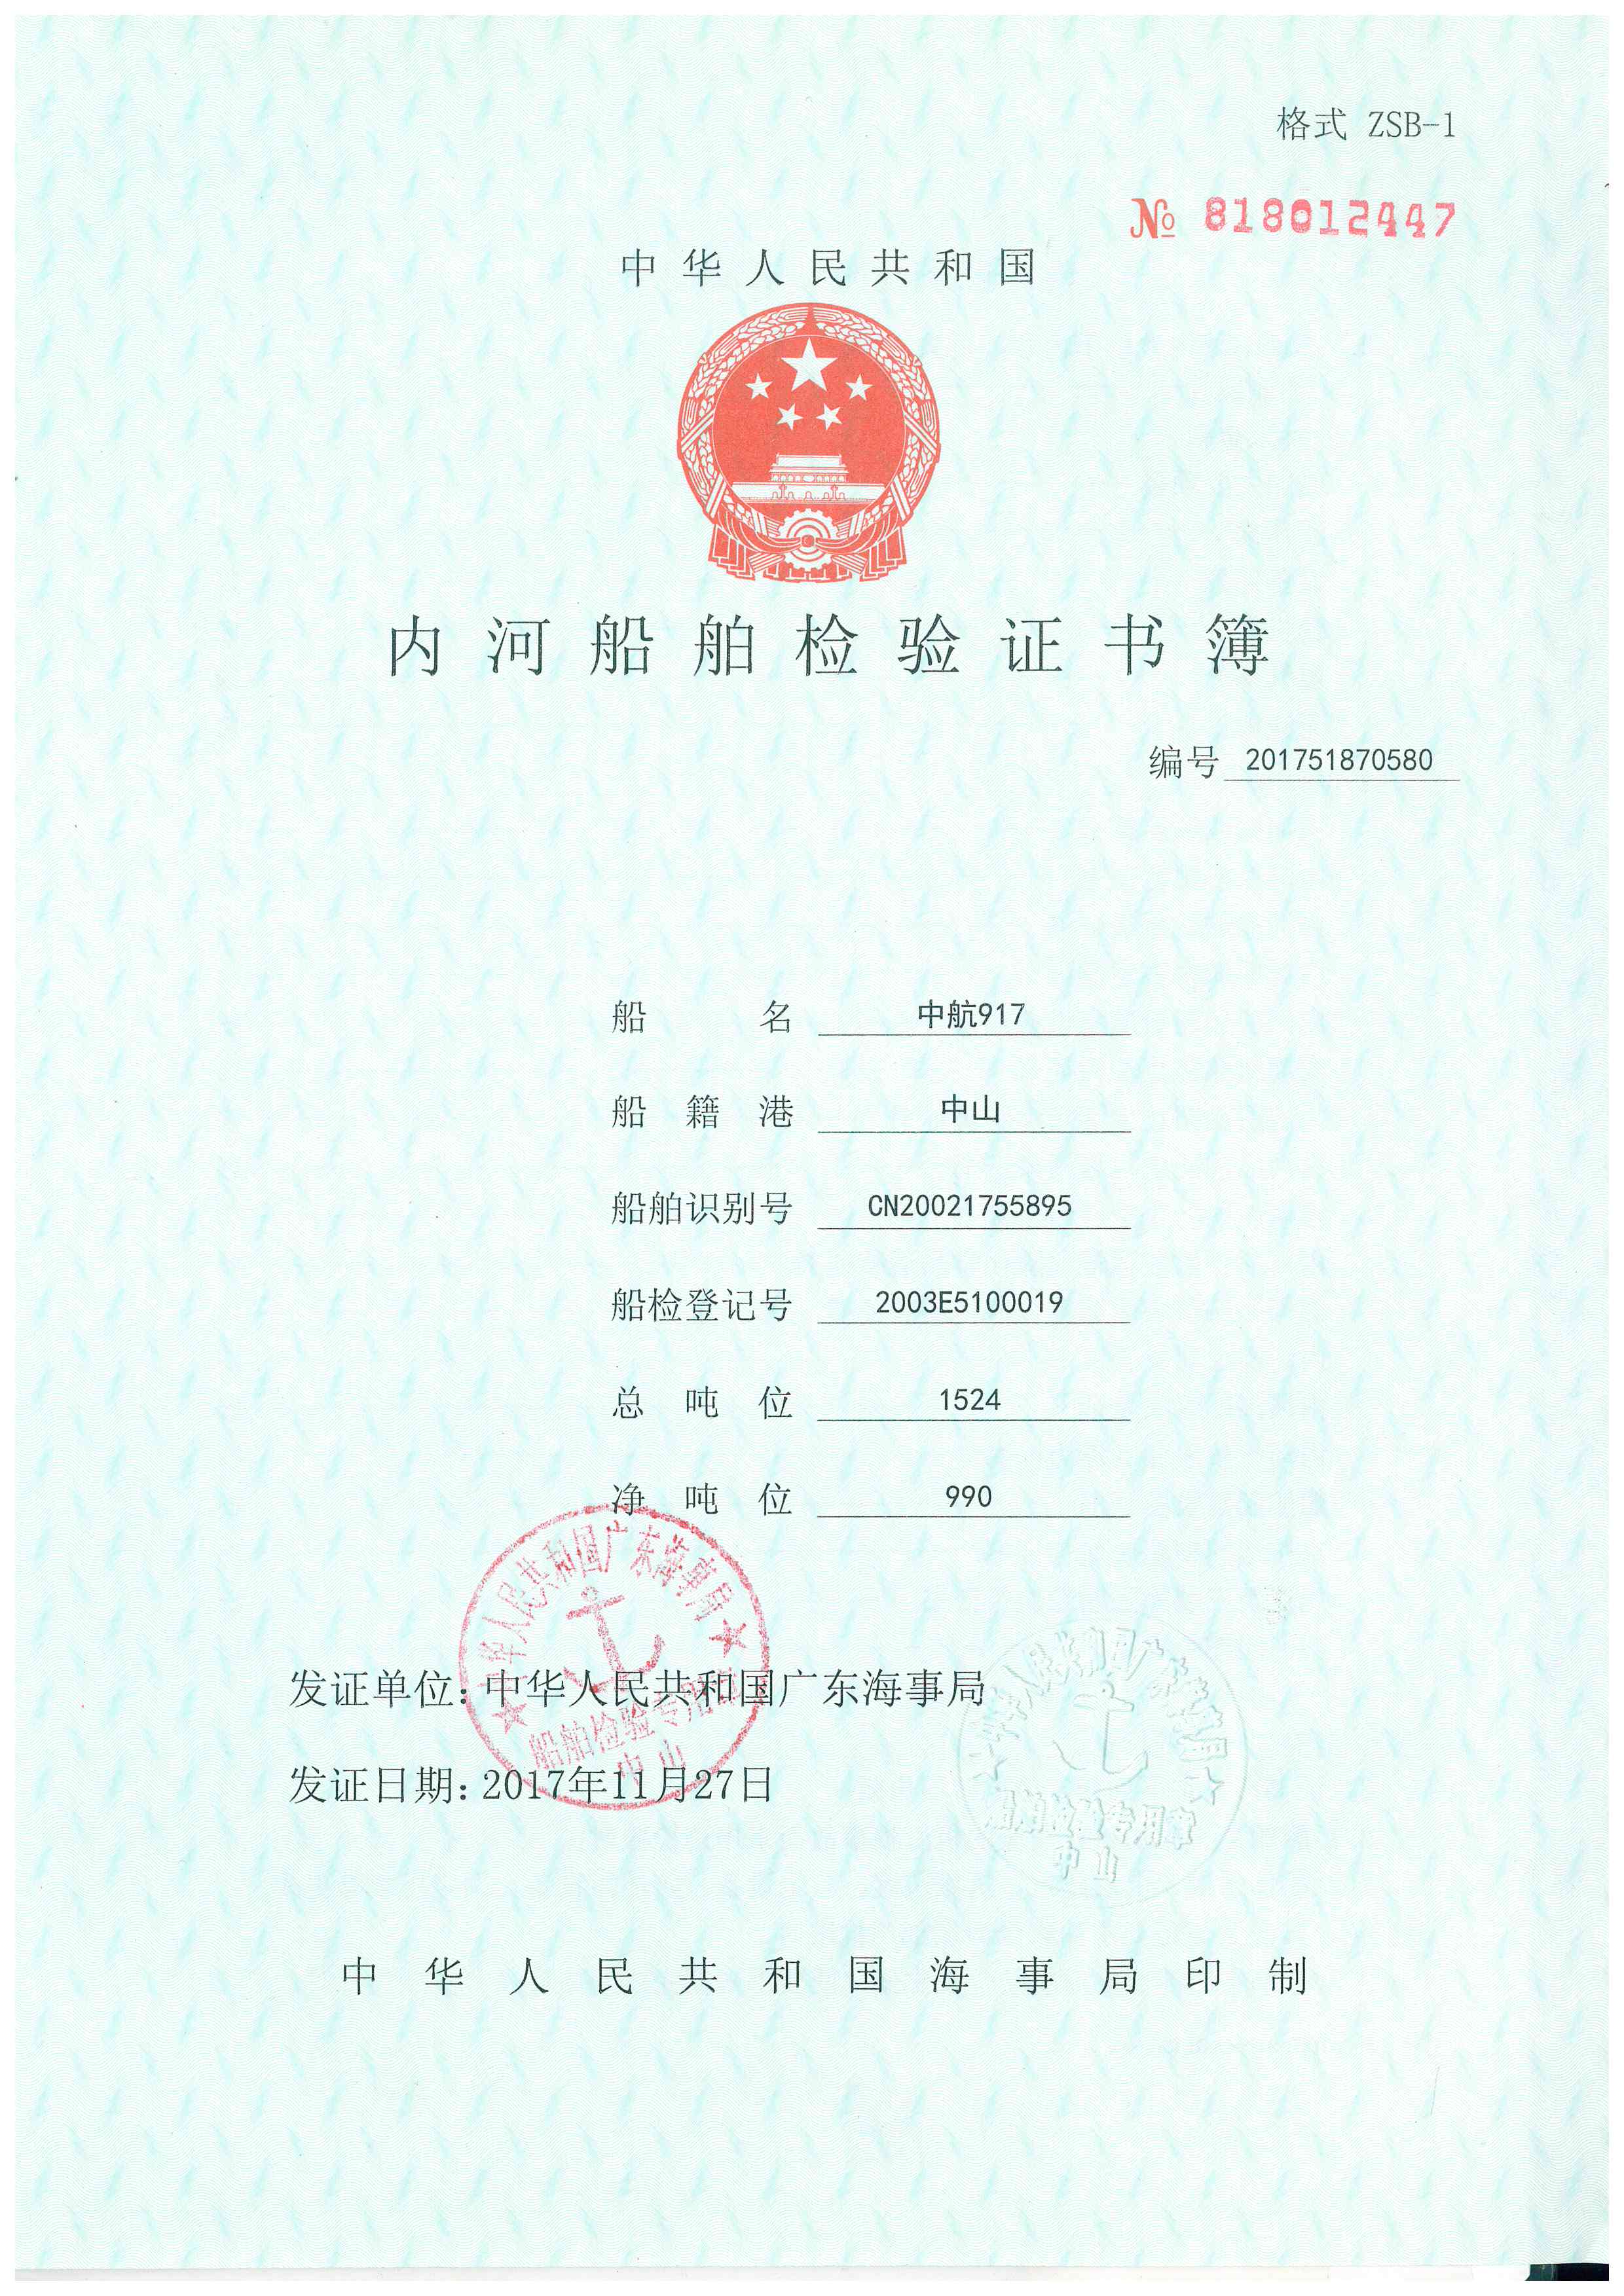 格式 ZSB-1
№ 818012447
中华人民共和国
内河船舶检验证书簿
编号 201751870580
船名 中航917
船籍港 中山
船舶识别号 CN20021755895
船检登记号 2003E5100019
总吨位 1524
净吨位 990
中华人民共和国广东海事局
船舶检验专用章
中山
发证单位：中华人民共和国广东海事局
发证日期：2017年11月27日
中华人民共和国广东海事局
船舶检验专用章
中山
中华人民共和国海事局印制